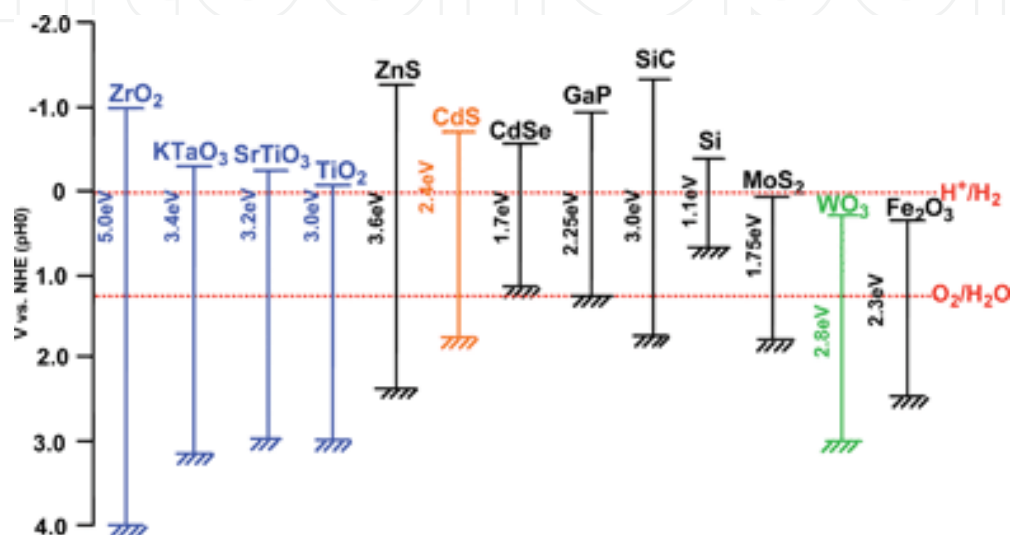 -2.0
-1.0
0
1.0
2.0
3.0
4.0
V vs. NHE (pH0)
ZrO₂
5.0eV
KTaO₃
3.4eV
SrTiO₃
3.2eV
TiO₂
3.0eV
ZnS
3.6eV
CdS
2.4eV
CdSe
1.7eV
GaP
2.25eV
SiC
3.0eV
Si
1.1eV
MoS₂
1.75eV
WO₃
2.8eV
Fe₂O₃
2.3eV
H⁺/H₂
O₂/H₂O